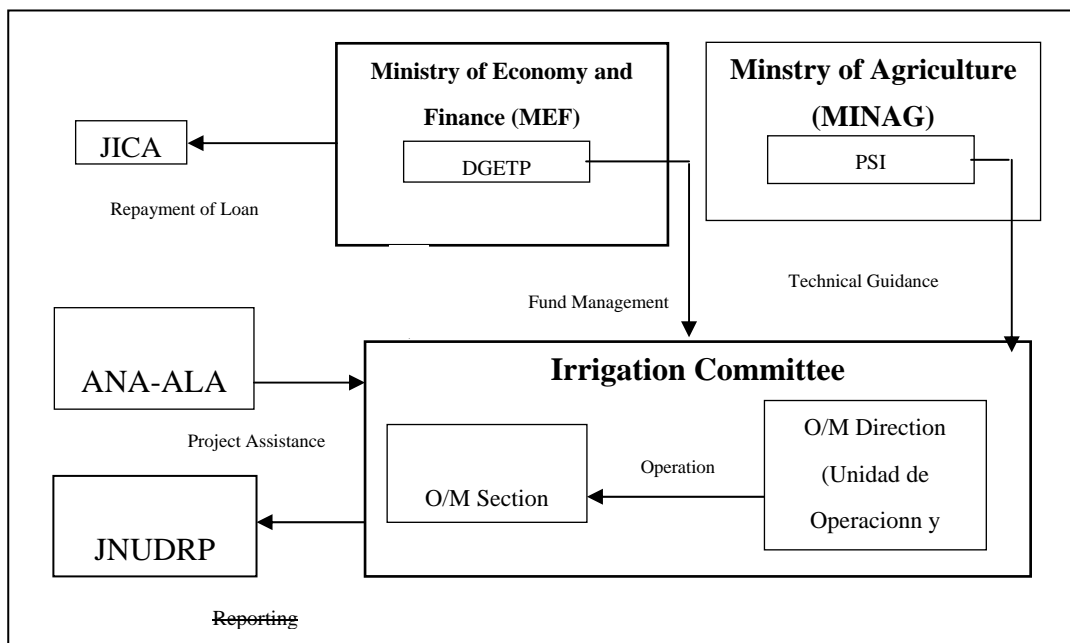 Ministry of Economy and
Finance (MEF)
DGETP
Minstry of Agriculture
(MINAG)
PSI
JICA
Repayment of Loan
Fund Management
Technical Guidance
ANA-ALA
Project Assistance
JNUDRP
Reporting
Irrigation Committee
O/M Section
Operation
O/M Direction
(Unidad de
Operacionn y